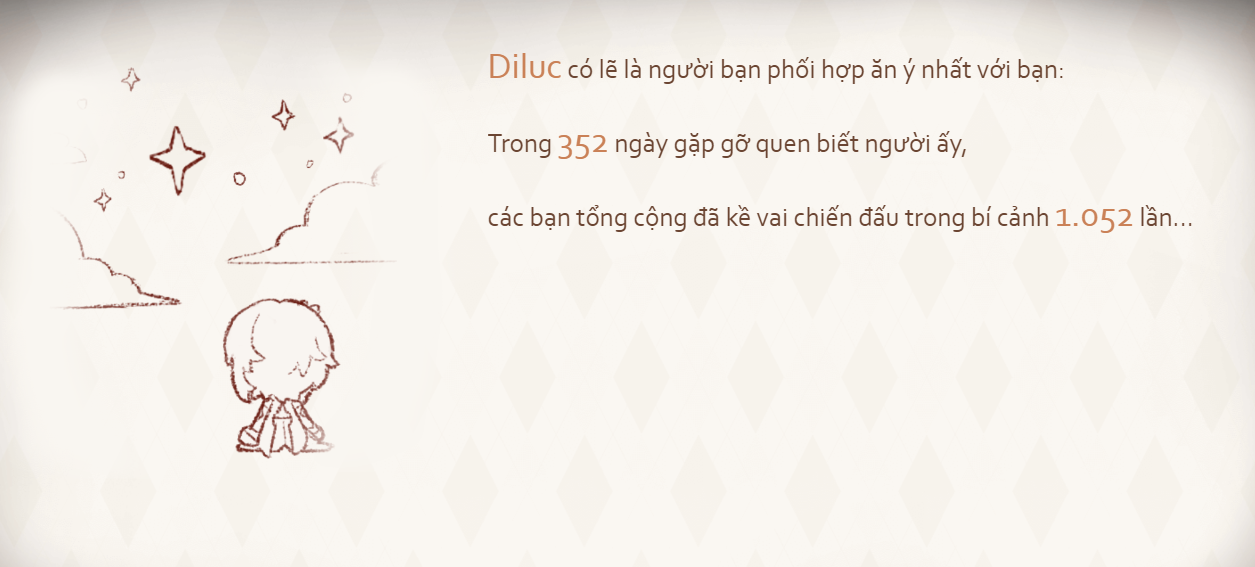 Diluc có lẽ là người bạn phối hợp ăn ý nhất với bạn:
Trong 352 ngày gặp gỡ quen biết người ấy,
các bạn tổng cộng đã kề vai chiến đấu trong bí cảnh 1.052 lần...